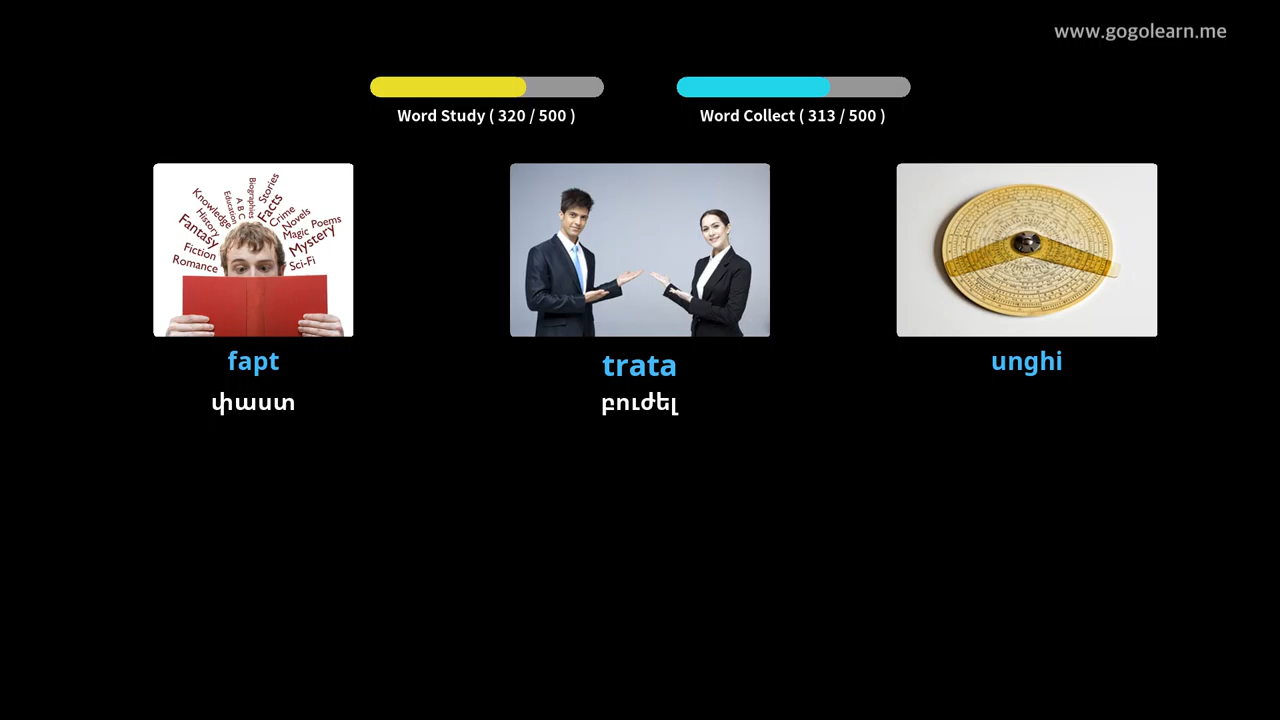 www.gogolearn.me
Word Study ( 320 / 500 )
Word Collect ( 313 / 500 )
Knowledge
History
Fantasy
Fiction
Romance
Education
A B C
Biographies
Stories
Facts
Crime
Novels
Magic
Poems
Mystery
Sci-Fi
fapt
trata
unghi
փաստ
բուժել